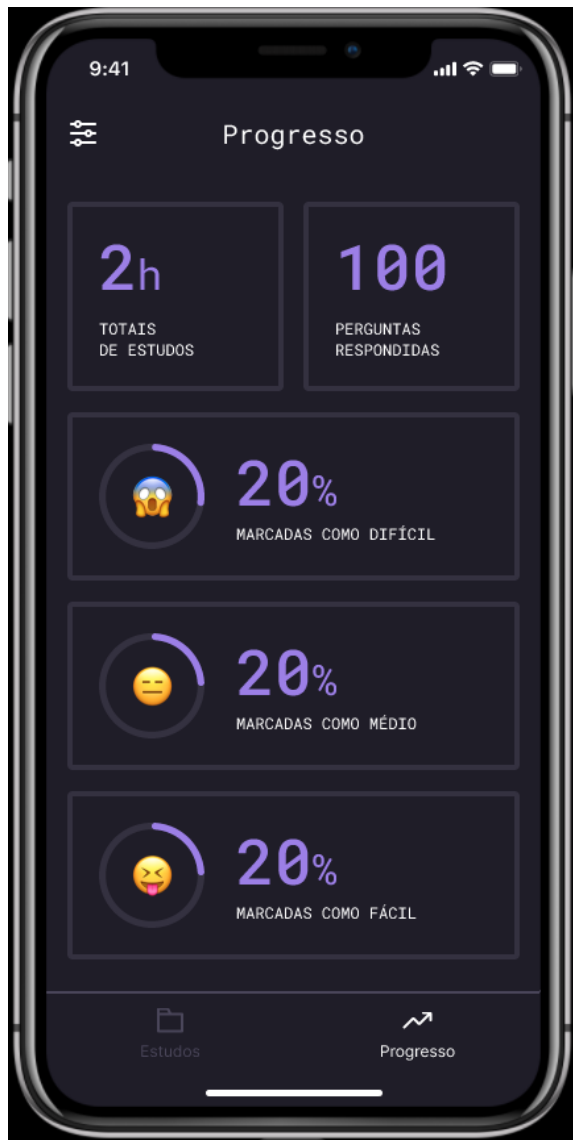 9:41
Progresso
2h
TOTAIS
DE ESTUDOS
100
PERGUNTAS
RESPONDIDAS
20%
MARCADAS COMO DIFÍCIL
20%
MARCADAS COMO MÉDIO
20%
MARCADAS COMO FÁCIL
Estudos
Progresso